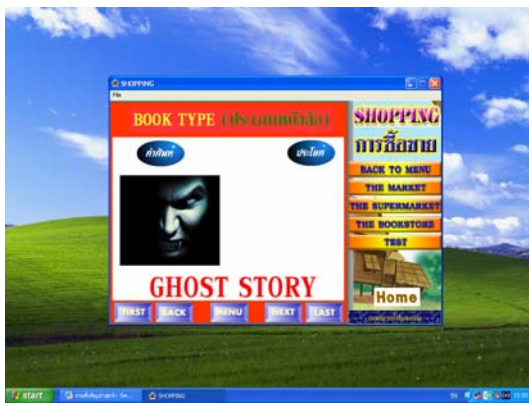 SHOPPING
File
BOOK TYPE (ประเภทหนังสือ)
คำศัพท์
ประโยค
GHOST STORY
FIRST
BACK
MENU
NEXT
LAST
SHOPPING
การซื้อขาย
BACK TO MENU
THE MARKET
THE SUPERMARKET
THE BOOKSTORE
TEST
Home
start
SHOPPING